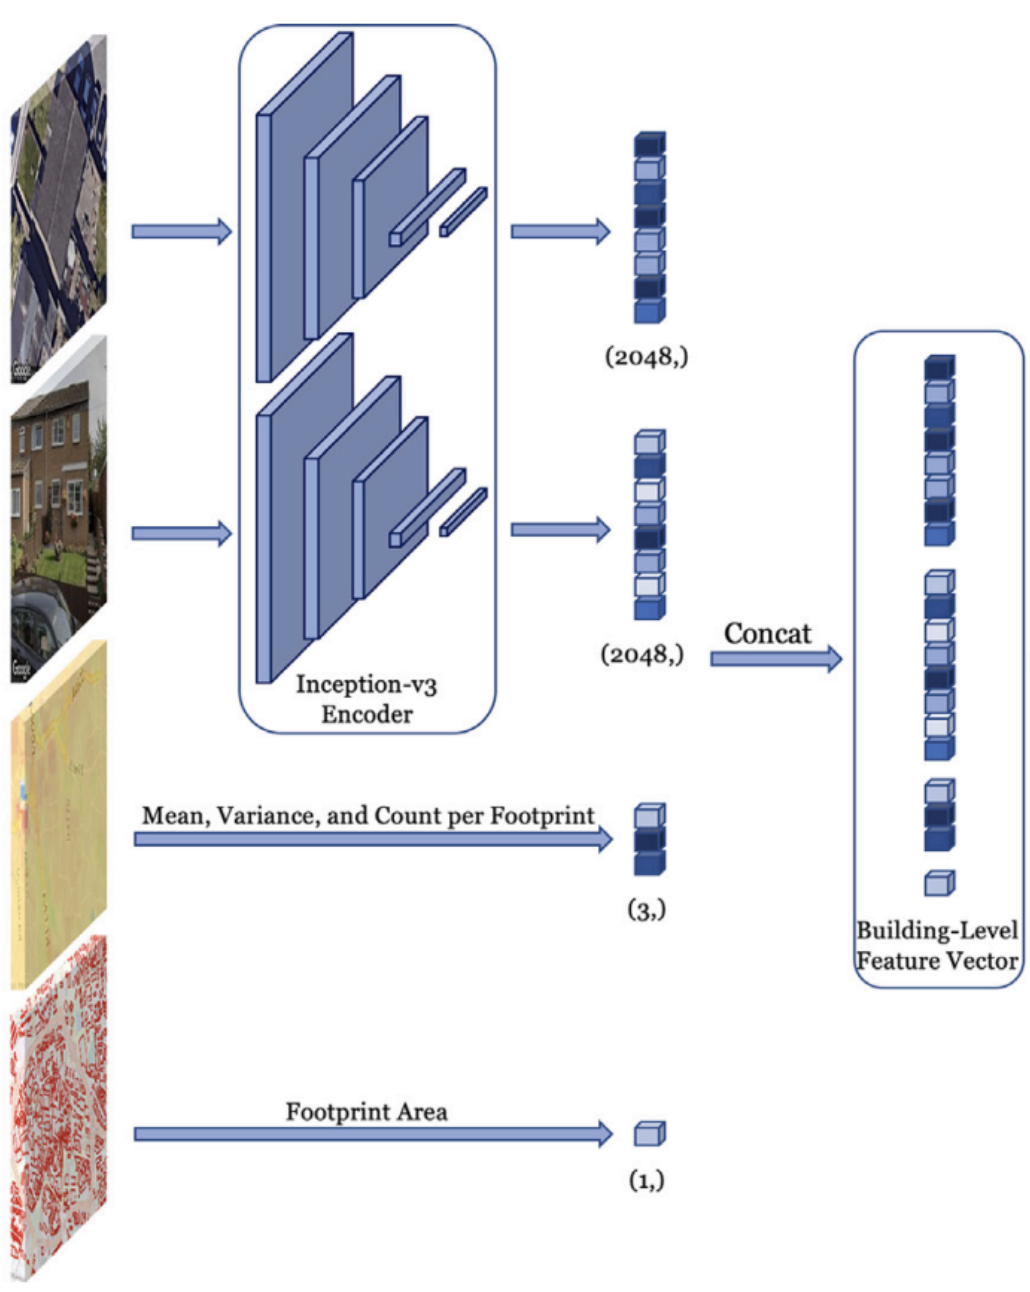 Google
(2048,)
Google
Inception-v3
Encoder
(2048,)
Concat
Mean, Variance, and Count per Footprint
(3,)
Building-Level
Feature Vector
Footprint Area
(1,)